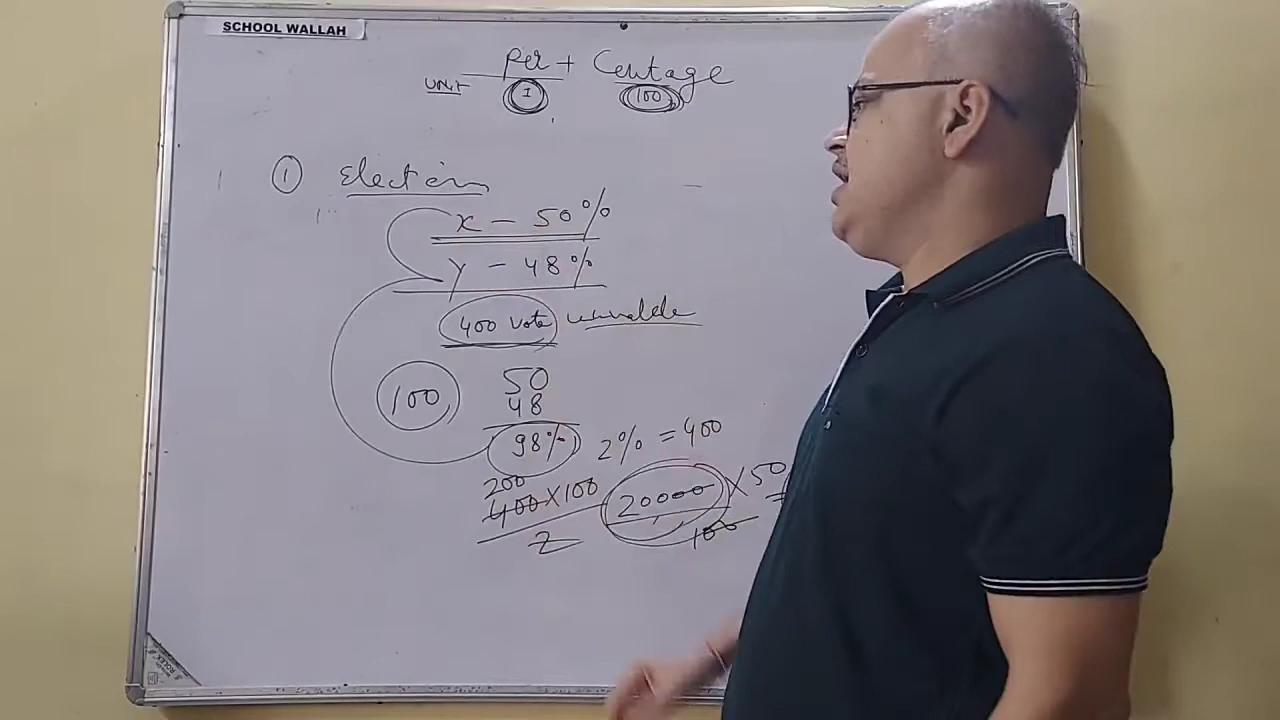 SCHOOL WALLAH
Per + Centage
UNIT 1 100
① Election
x - 50%
y - 48%
400 vote
100 50
48
98% 2% = 400
200
400 X 100 20000 X 50
2 100
ROLEX